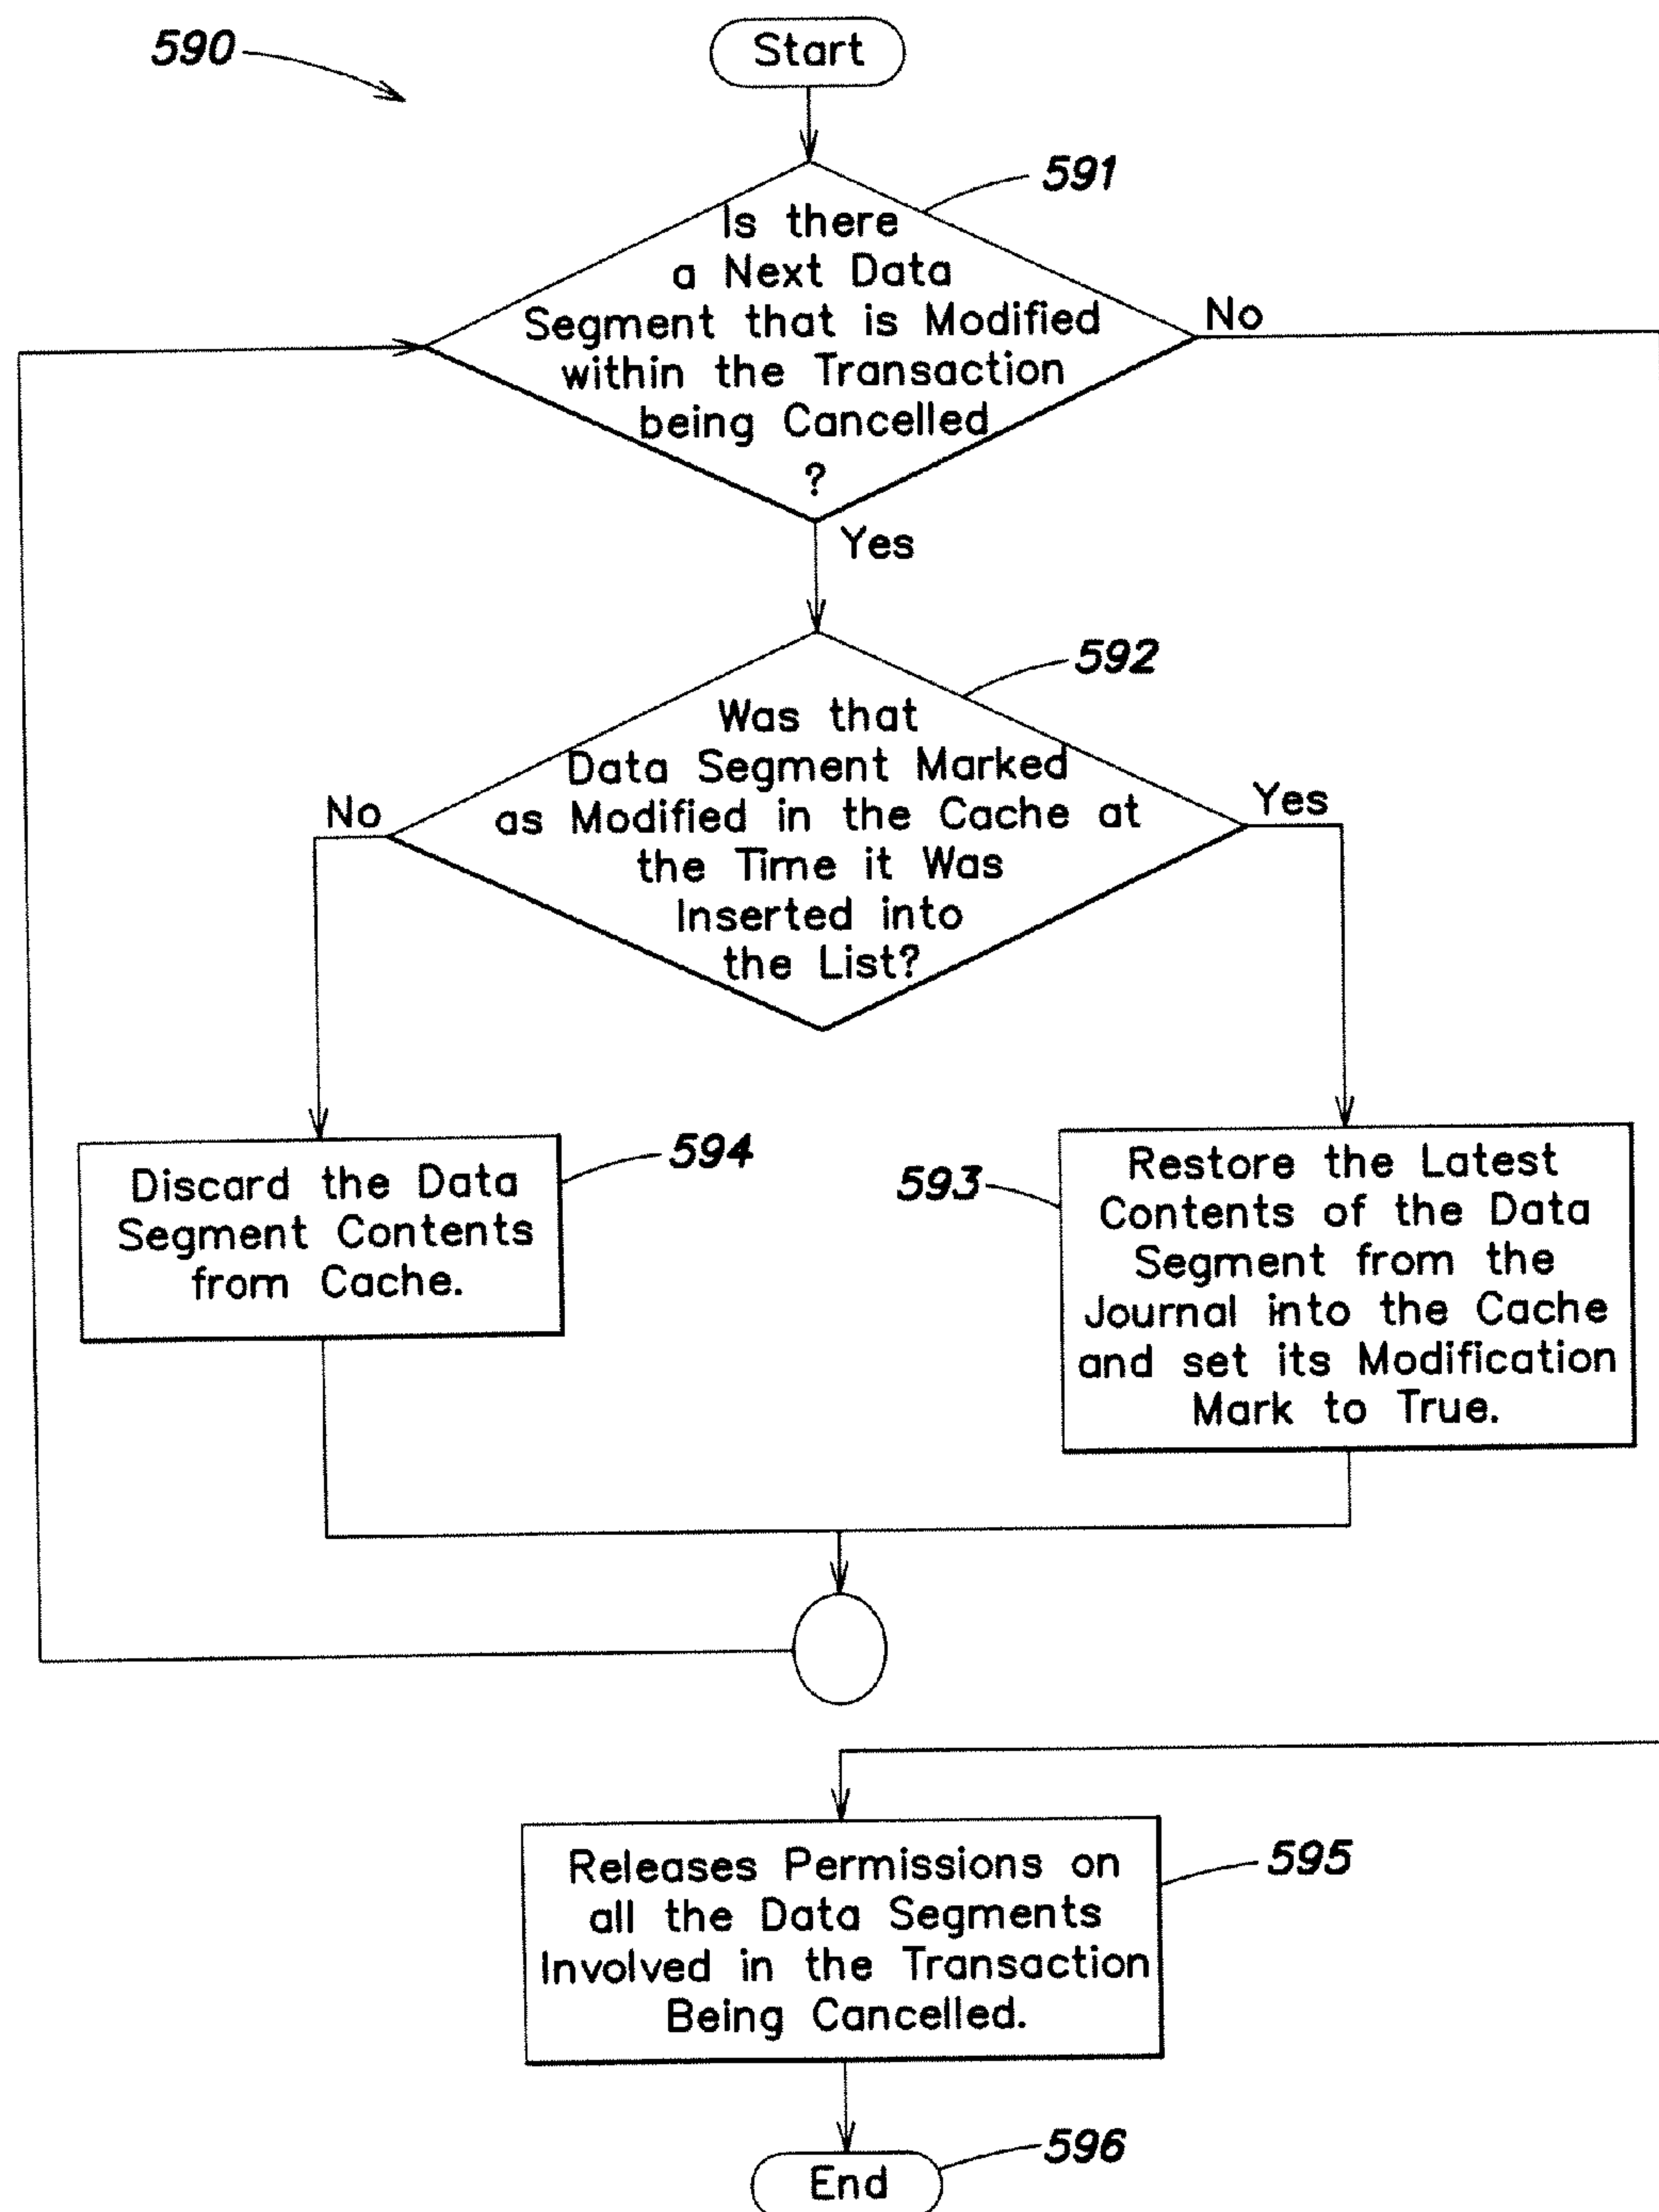 590
Start
591
Is there
a Next Data
Segment that is Modified
within the Transaction
being Cancelled
?
No
Yes
592
Was that
Data Segment Marked
as Modified in the Cache at
the Time it Was
Inserted into
the List?
No
Yes
594
Discard the Data
Segment Contents
from Cache.
593
Restore the Latest
Contents of the Data
Segment from the
Journal into the Cache
and set its Modification
Mark to True.
595
Releases Permissions on
all the Data Segments
Involved in the Transaction
Being Cancelled.
596
End